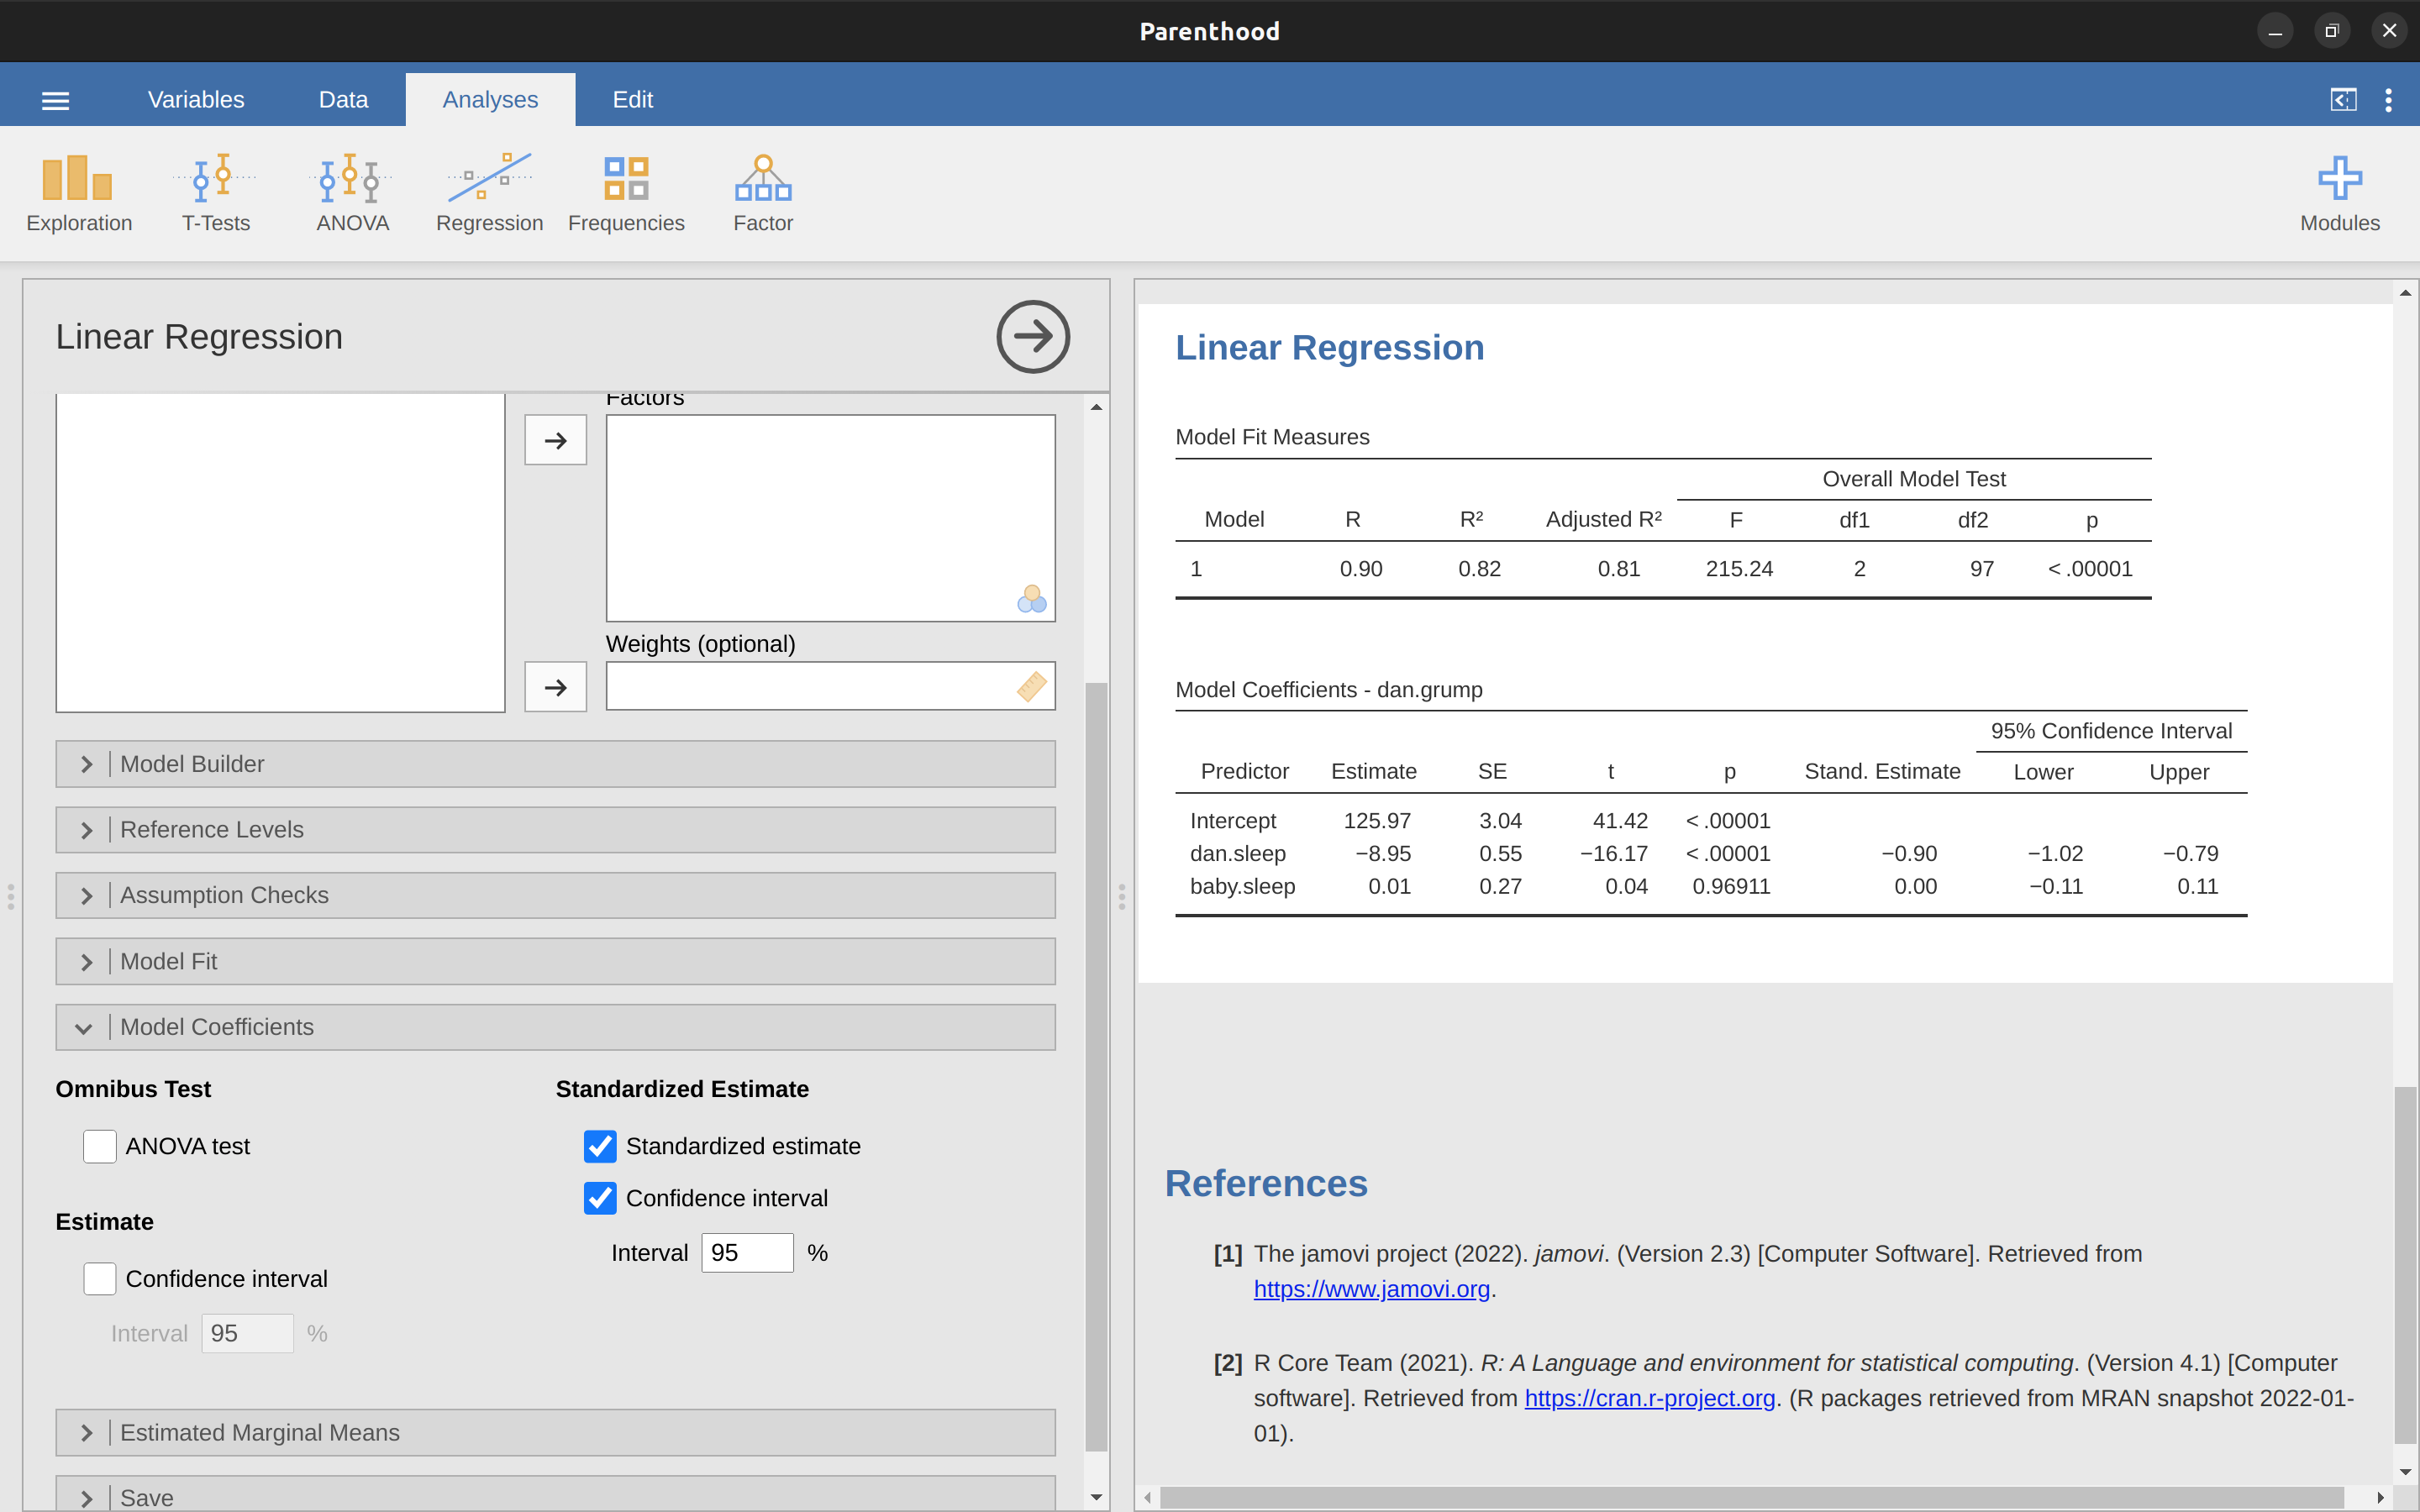 Parenthood
Variables Data Analyses Edit
Exploration T-Tests ANOVA Regression Frequencies Factor Modules
Linear Regression
Factors
Weights (optional)
Model Builder
Reference Levels
Assumption Checks
Model Fit
Model Coefficients
Omnibus Test
ANOVA test
Estimate
Confidence interval
Interval 95 %
Standardized Estimate
Standardized estimate
Confidence interval
Interval 95 %
Estimated Marginal Means
Save
Linear Regression
Model Fit Measures
Overall Model Test
Model R R² Adjusted R² F df1 df2 p
1 0.90 0.82 0.81 215.24 2 97 < .00001
Model Coefficients - dan.grump
95% Confidence Interval
Predictor Estimate SE t p Stand. Estimate Lower Upper
Intercept 125.97 3.04 41.42 < .00001
dan.sleep −8.95 0.55 −16.17 < .00001 −0.90 −1.02 −0.79
baby.sleep 0.01 0.27 0.04 0.96911 0.00 −0.11 0.11
References
[1] The jamovi project (2022). jamovi. (Version 2.3) [Computer Software]. Retrieved from
https://www.jamovi.org.
[2] R Core Team (2021). R: A Language and environment for statistical computing. (Version 4.1) [Computer
software]. Retrieved from https://cran.r-project.org. (R packages retrieved from MRAN snapshot 2022-01-
01).